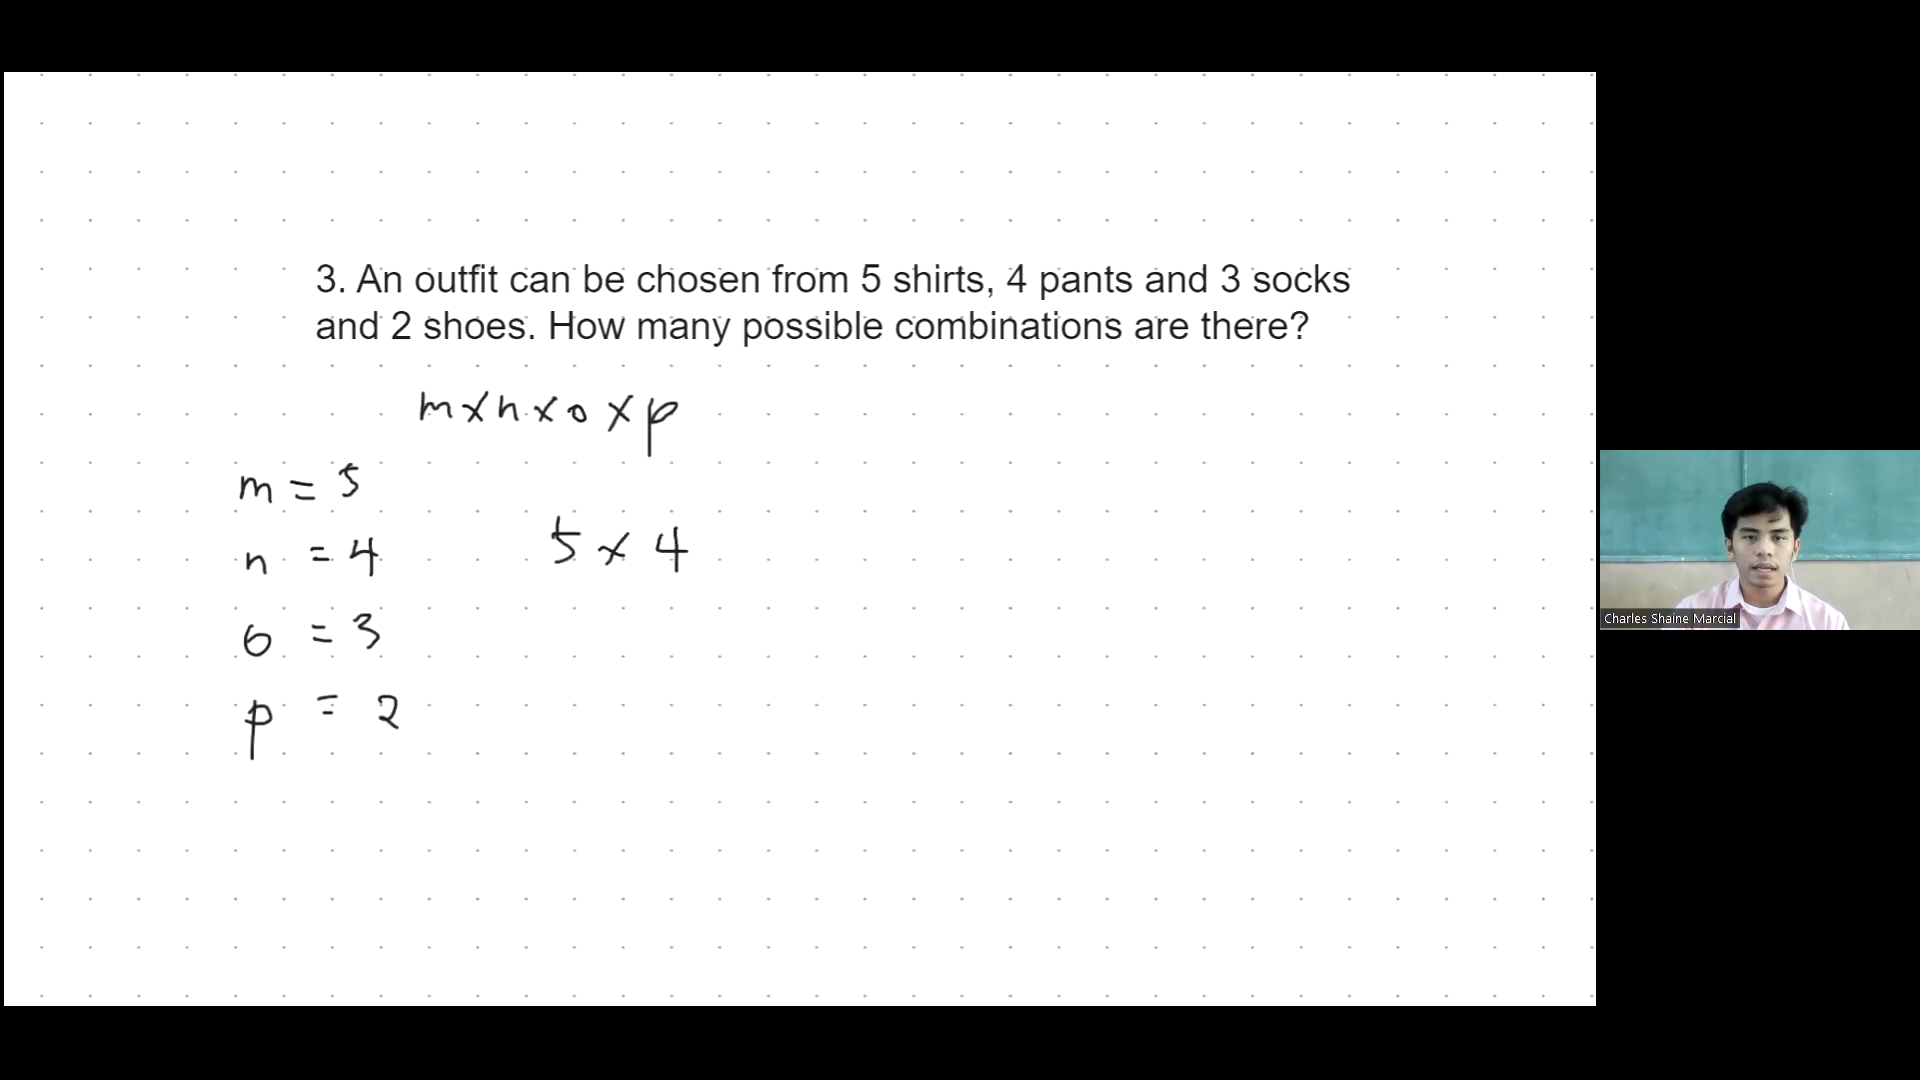 3. An outfit can be chosen from 5 shirts, 4 pants and 3 socks
and 2 shoes. How many possible combinations are there?
m x n x o x p
m = 5
n = 4
5 x 4
o = 3
p = 2
Charles Shaine Marcial